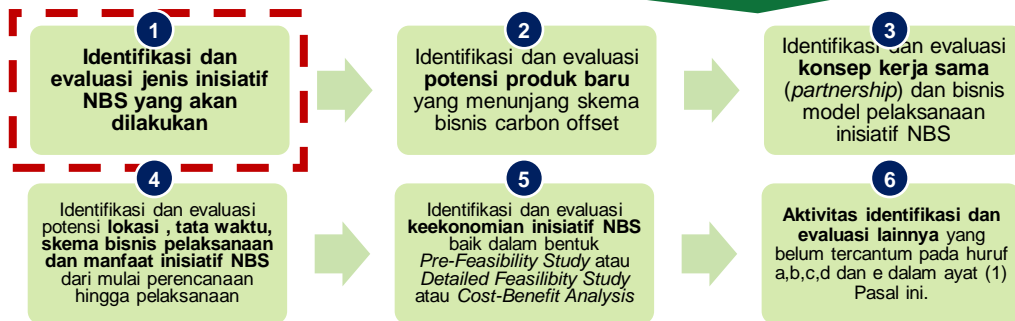 1
Identifikasi dan
evaluasi jenis inisiatif
NBS yang akan
dilakukan
2
Identifikasi dan evaluasi
potensi produk baru
yang menunjang skema
bisnis carbon offset
3
Identifikasi dan evaluasi
konsep kerja sama
(partnership) dan bisnis
model pelaksanaan
inisiatif NBS
4
Identifikasi dan evaluasi
potensi lokasi , tata waktu,
skema bisnis pelaksanaan
dan manfaat inisiatif NBS
dari mulai perencanaan
hingga pelaksanaan
5
Identifikasi dan evaluasi
keekonomian inisiatif NBS
baik dalam bentuk
Pre-Feasibility Study atau
Detailed Feasilibity Study
atau Cost-Benefit Analysis
6
Aktivitas identifikasi dan
evaluasi lainnya yang
belum tercantum pada huruf
a,b,c,d dan e dalam ayat (1)
Pasal ini.